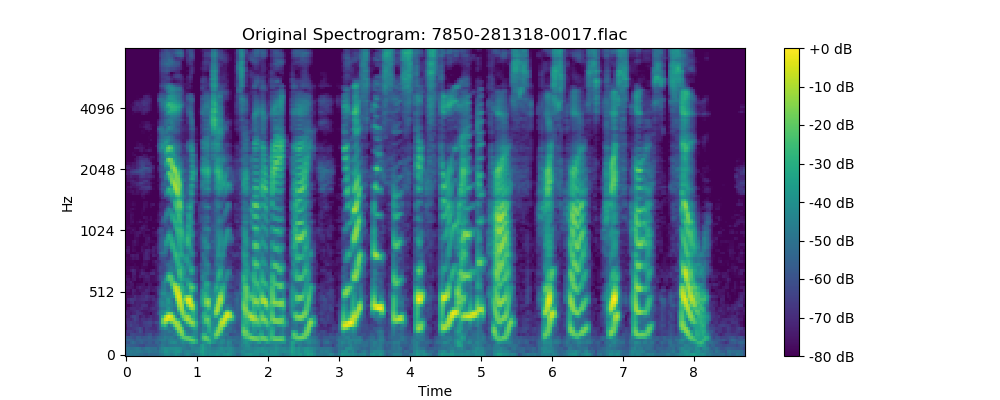 Original Spectrogram: 7850-281318-0017.flac
Hz
4096
2048
1024
512
0
0 1 2 3 4 5 6 7 8
Time
+0 dB
-10 dB
-20 dB
-30 dB
-40 dB
-50 dB
-60 dB
-70 dB
-80 dB